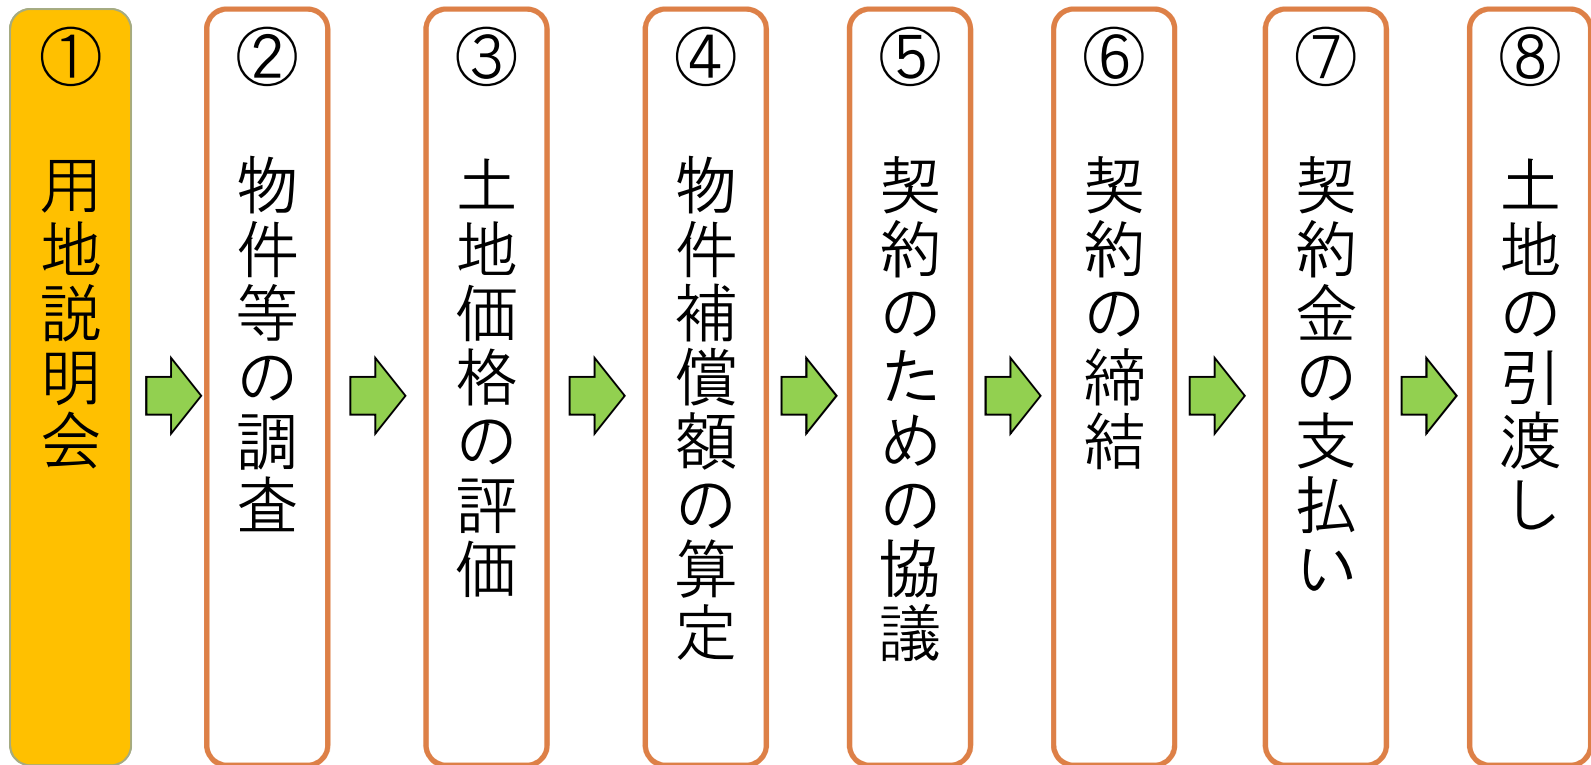 ① 用地説明会
② 物件等の調査
③ 土地価格の評価
④ 物件補償額の算定
⑤ 契約のための協議
⑥ 契約の締結
⑦ 契約金の支払い
⑧ 土地の引渡し